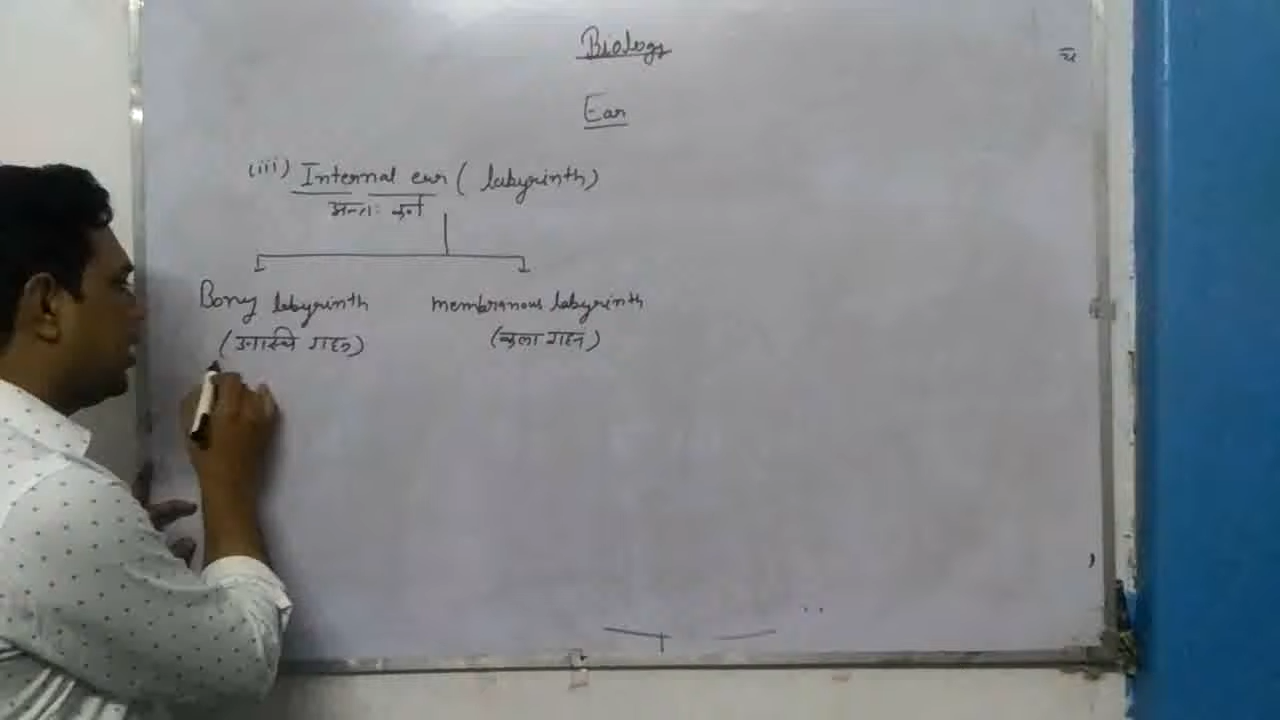 Biology
Ear
(iii) Internal ear ( labyrinth)
अन्तः कर्ण
Bony labyrinth membranous labyrinth
(अस्थि गहन) (कला गहन)